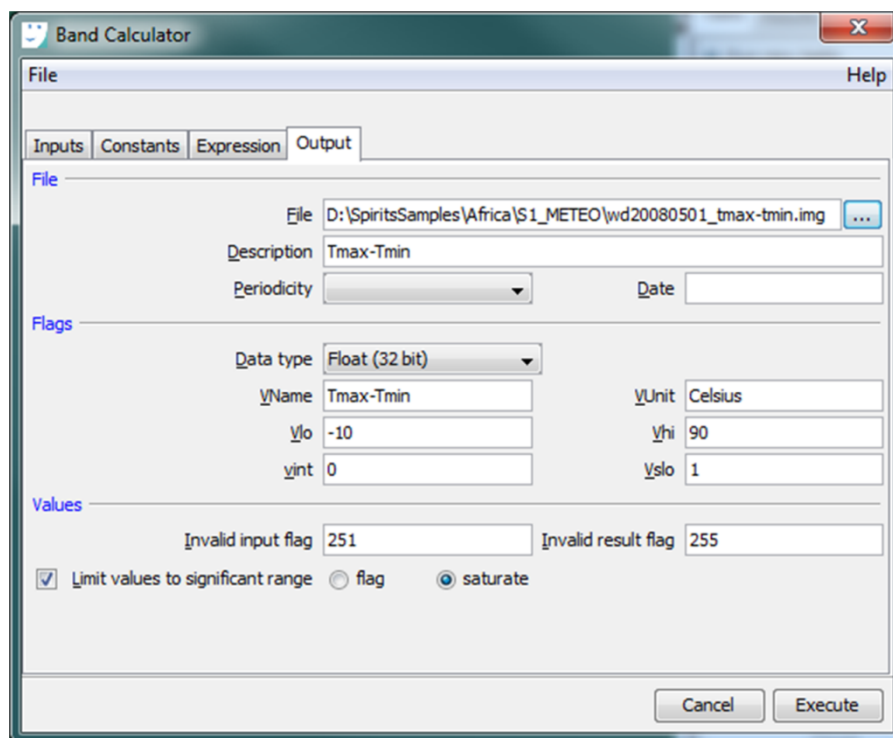 Band Calculator
File Help
Inputs Constants Expression Output
File
File D:\SpiritsSamples\Africa\S1_METEO\wd20080501_tmax-tmin.img ...
Description Tmax-Tmin
Periodicity Date
Flags
Data type Float (32 bit)
VName Tmax-Tmin VUnit Celsius
Vlo -10 Vhi 90
vint 0 Vslo 1
Values
Invalid input flag 251 Invalid result flag 255
Limit values to significant range flag saturate
Cancel Execute